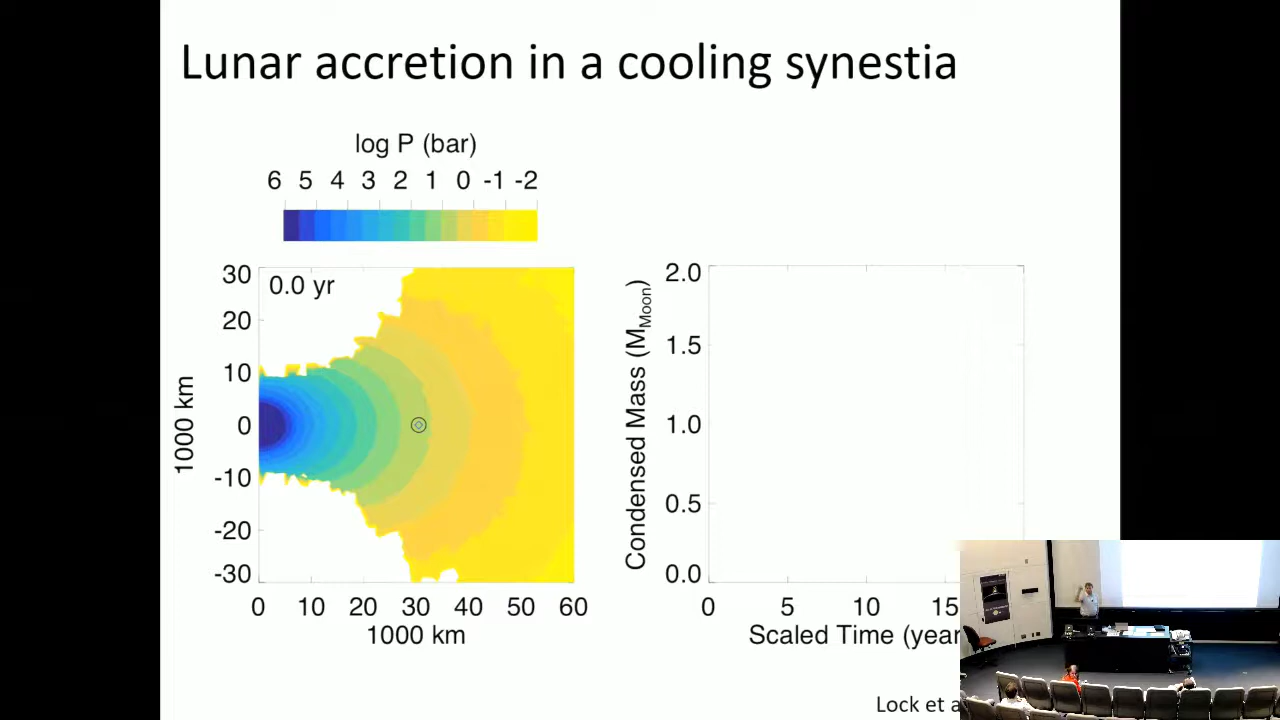 Lunar accretion in a cooling synestia
log P (bar)
6 5 4 3 2 1 0 -1 -2
0.0 yr
30
20
10
0
-10
-20
-30
1000 km
0 10 20 30 40 50 60
1000 km
2.0
1.5
1.0
0.5
0.0
Condensed Mass (M_Moon)
0 5 10 15
Scaled Time (year
Lock et a